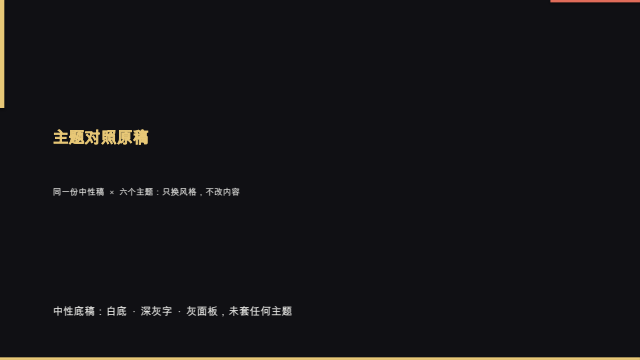 主题对照原稿
同一份中性稿 × 六个主题：只换风格，不改内容
中性底稿：白底 · 深灰字 · 灰面板，未套任何主题